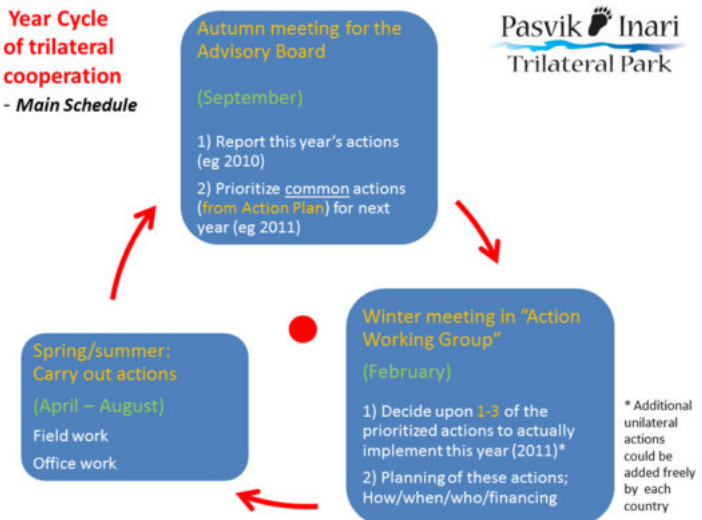 Year Cycle
of trilateral
cooperation
- Main Schedule
Pasvik Inari
Trilateral Park
Autumn meeting for the
Advisory Board
(September)
1) Report this year's actions
(eg 2010)
2) Prioritize common actions
(from Action Plan) for next
year (eg 2011)
Winter meeting in "Action
Working Group"
(February)
1) Decide upon 1-3 of the
prioritized actions to actually
implement this year (2011)*
2) Planning of these actions;
How/when/who/financing
* Additional
unilateral
actions
could be
added freely
by each
country
Spring/summer:
Carry out actions
(April – August)
Field work
Office work